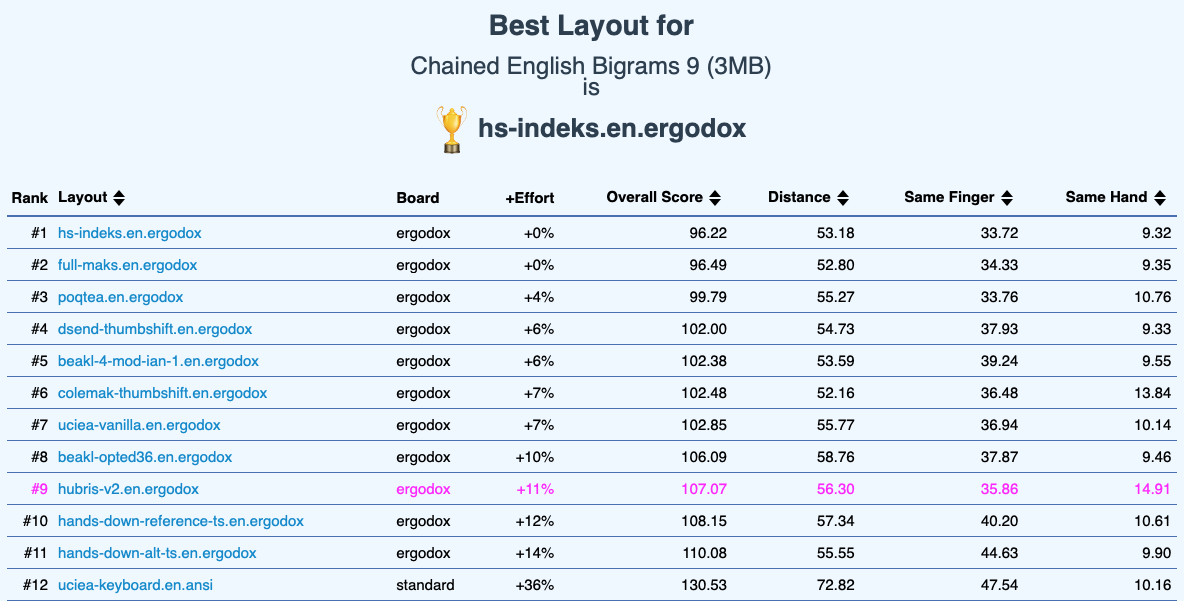 Best Layout for
Chained English Bigrams 9 (3MB)
is
hs-indeks.en.ergodox
Rank Layout Board +Effort Overall Score Distance Same Finger Same Hand
#1 hs-indeks.en.ergodox ergodox +0% 96.22 53.18 33.72 9.32
#2 full-maks.en.ergodox ergodox +0% 96.49 52.80 34.33 9.35
#3 poqtea.en.ergodox ergodox +4% 99.79 55.27 33.76 10.76
#4 dsend-thumbshift.en.ergodox ergodox +6% 102.00 54.73 37.93 9.33
#5 beakl-4-mod-ian-1.en.ergodox ergodox +6% 102.38 53.59 39.24 9.55
#6 colemak-thumbshift.en.ergodox ergodox +7% 102.48 52.16 36.48 13.84
#7 uciea-vanilla.en.ergodox ergodox +7% 102.85 55.77 36.94 10.14
#8 beakl-opted36.en.ergodox ergodox +10% 106.09 58.76 37.87 9.46
#9 hubris-v2.en.ergodox ergodox +11% 107.07 56.30 35.86 14.91
#10 hands-down-reference-ts.en.ergodox ergodox +12% 108.15 57.34 40.20 10.61
#11 hands-down-alt-ts.en.ergodox ergodox +14% 110.08 55.55 44.63 9.90
#12 uciea-keyboard.en.ansi standard +36% 130.53 72.82 47.54 10.16